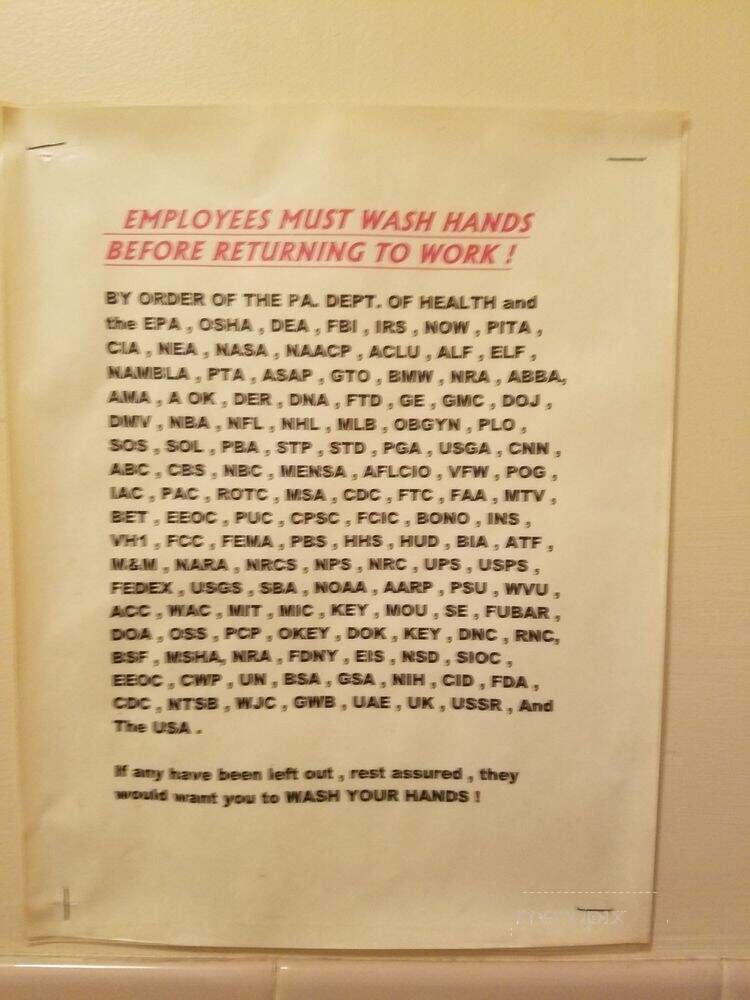 EMPLOYEES MUST WASH HANDS
BEFORE RETURNING TO WORK !
BY ORDER OF THE PA. DEPT. OF HEALTH and
the EPA , OSHA , DEA , FBI , IRS , NOW , PITA ,
CIA , NEA , NASA , NAACP , ACLU , ALF , ELF ,
NAMBLA , PTA , ASAP , GTO , BMW , NRA , ABBA,
AMA , A OK , DER , DNA , FTD , GE , GMC , DOJ ,
DMV , NBA , NFL , NHL , MLB , OBGYN , PLO ,
SOS , SOL , PBA , STP , STD , PGA , USGA , CNN ,
ABC , CBS , NBC , MENSA , AFLCIO , VFW , POG ,
IAC , PAC , ROTC , MSA , CDC , FTC , FAA , MTV ,
BET , EEOC , PUC , CPSC , FCIC , BONO , INS ,
VH1 , FCC , FEMA , PBS , HHS , HUD , BIA , ATF ,
M&M , NARA , NRCS , NPS , NRC , UPS , USPS ,
FEDEX , USGS , SBA , NOAA , AARP , PSU , WVU ,
ACC , WAC , MIT , MIC , KEY , MOU , SE , FUBAR ,
DOA , OSS , PCP , OKEY , DOK , KEY , DNC , RNC,
BSF , MSHA, NRA , FDNY , EIS , NSD , SIOC ,
EEOC , CWP , UN , BSA , GSA , NIH , CID , FDA ,
CDC , NTSB , WJC , GWB , UAE , UK , USSR , And
The USA .
If any have been left out , rest assured , they
would want you to WASH YOUR HANDS !